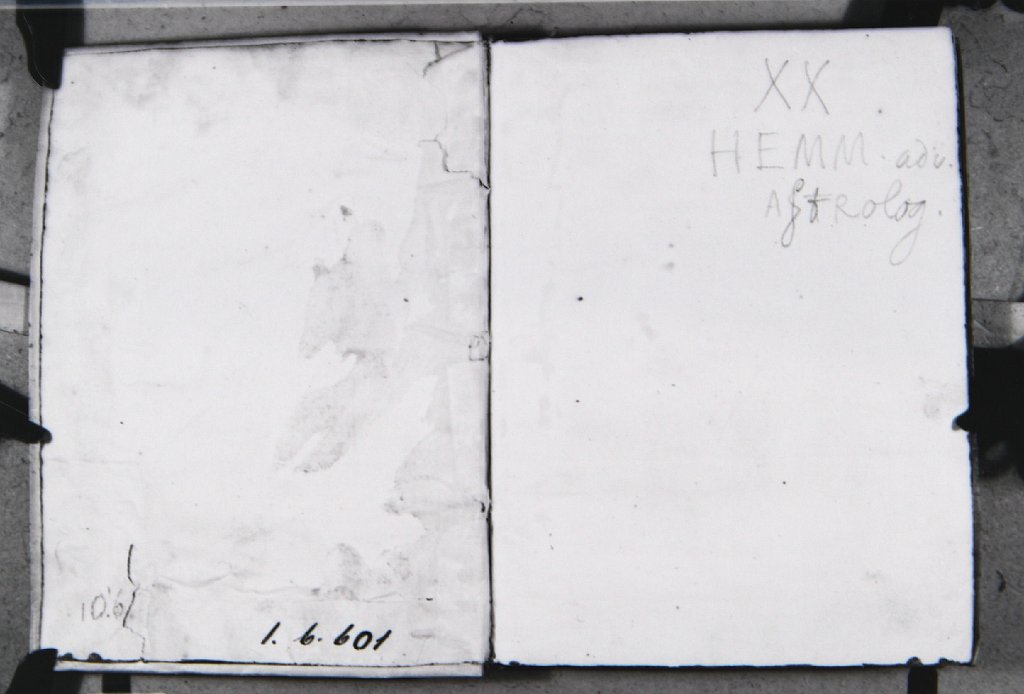 10.6/
1. 6. 601
XX
HEMM. adv.
ASTRolog.